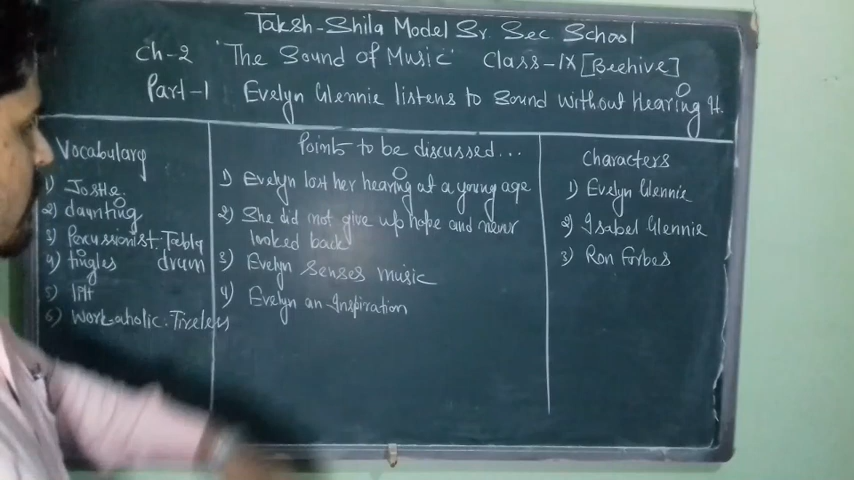 Taksh-Shila Model Sr. Sec. School
Ch-2 'The Sound of Music' Class-IX [Beehive]
Part-1 Evelyn Glennie listens to Sound without Hearing It.
Vocabulary
1) Jostle.
2) daunting
3) Percussionist. Tabla
drum
4) tingles
5)
6) Workaholic.
Points to be discussed...
1) Evelyn lost her hearing at a young age
2) She did not give up hope and never
looked back
3) Evelyn senses music
4) Evelyn an Inspiration
Characters
1) Evelyn Glennie
2) Isabel Glennie
3) Ron Forbes